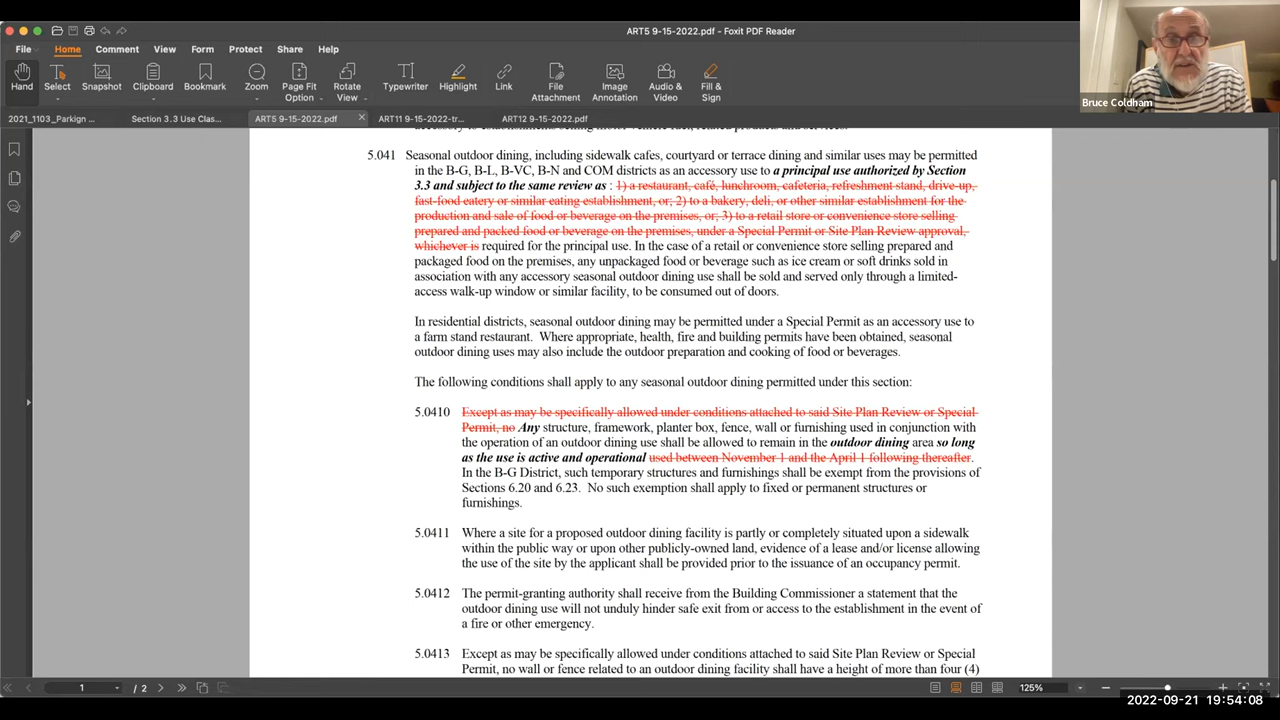 ART5 9-15-2022.pdf - Foxit PDF Reader
File Home Comment View Form Protect Share Help
Hand Select Snapshot Clipboard Bookmark Zoom Page Fit Option Rotate View Typewriter Highlight Link File Attachment Image Annotation Audio & Video Fill & Sign
Bruce Coldham
2021_1103_Parkign ... Section 3.3 Use Clas... ART5 9-15-2022.pdf ART11 9-15-2022-tr... ART12 9-15-2022.pdf
5.041 Seasonal outdoor dining, including sidewalk cafes, courtyard or terrace dining and similar uses may be permitted
in the B-G, B-L, B-VC, B-N and COM districts as an accessory use to a principal use authorized by Section
3.3 and subject to the same review as : 1) a restaurant, café, lunchroom, cafeteria, refreshment stand, drive-up,
fast-food eatery or similar eating establishment, or; 2) to a bakery, deli, or other similar establishment for the
production and sale of food or beverage on the premises, or; 3) to a retail store or convenience store selling
prepared and packed food or beverage on the premises, under a Special Permit or Site Plan Review approval,
whichever is required for the principal use. In the case of a retail or convenience store selling prepared and
packaged food on the premises, any unpackaged food or beverage such as ice cream or soft drinks sold in
association with any accessory seasonal outdoor dining use shall be sold and served only through a limited-
access walk-up window or similar facility, to be consumed out of doors.
In residential districts, seasonal outdoor dining may be permitted under a Special Permit as an accessory use to
a farm stand restaurant. Where appropriate, health, fire and building permits have been obtained, seasonal
outdoor dining uses may also include the outdoor preparation and cooking of food or beverages.
The following conditions shall apply to any seasonal outdoor dining permitted under this section:
5.0410 Except as may be specifically allowed under conditions attached to said Site Plan Review or Special
Permit, no Any structure, framework, planter box, fence, wall or furnishing used in conjunction with
the operation of an outdoor dining use shall be allowed to remain in the outdoor dining area so long
as the use is active and operational used between November 1 and the April 1 following thereafter.
In the B-G District, such temporary structures and furnishings shall be exempt from the provisions of
Sections 6.20 and 6.23. No such exemption shall apply to fixed or permanent structures or
furnishings.
5.0411 Where a site for a proposed outdoor dining facility is partly or completely situated upon a sidewalk
within the public way or upon other publicly-owned land, evidence of a lease and/or license allowing
the use of the site by the applicant shall be provided prior to the issuance of an occupancy permit.
5.0412 The permit-granting authority shall receive from the Building Commissioner a statement that the
outdoor dining use will not unduly hinder safe exit from or access to the establishment in the event of
a fire or other emergency.
5.0413 Except as may be specifically allowed under conditions attached to said Site Plan Review or Special
Permit, no wall or fence related to an outdoor dining facility shall have a height of more than four (4)
1 / 2 125%
2022-09-21 19:54:08